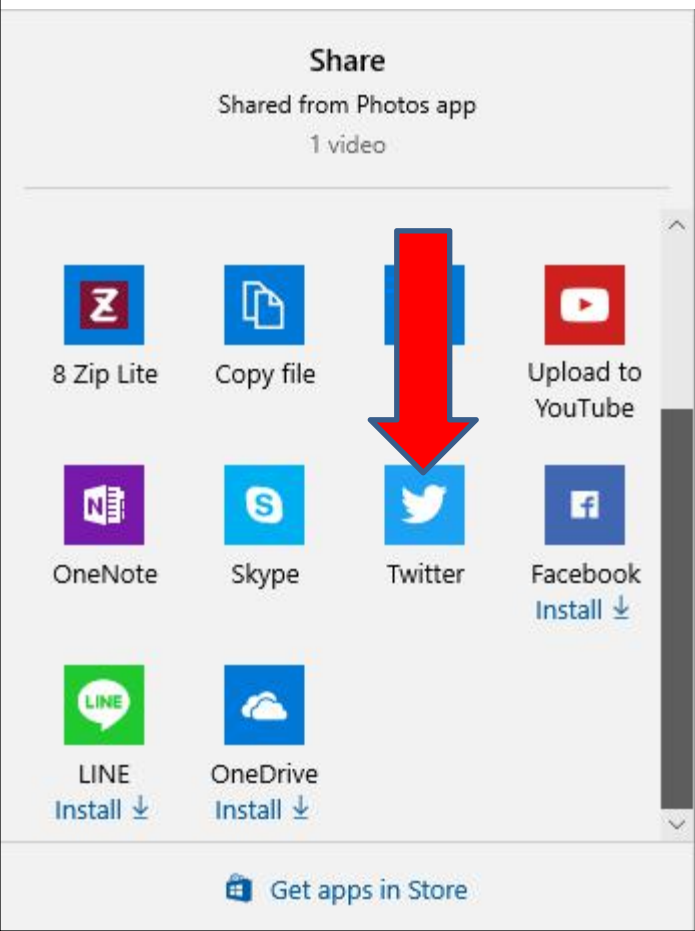 Share
Shared from Photos app
1 video
8 Zip Lite
Copy file
Upload to
YouTube
OneNote
Skype
Twitter
Facebook
Install
LINE
LINE
Install
OneDrive
Install
Get apps in Store